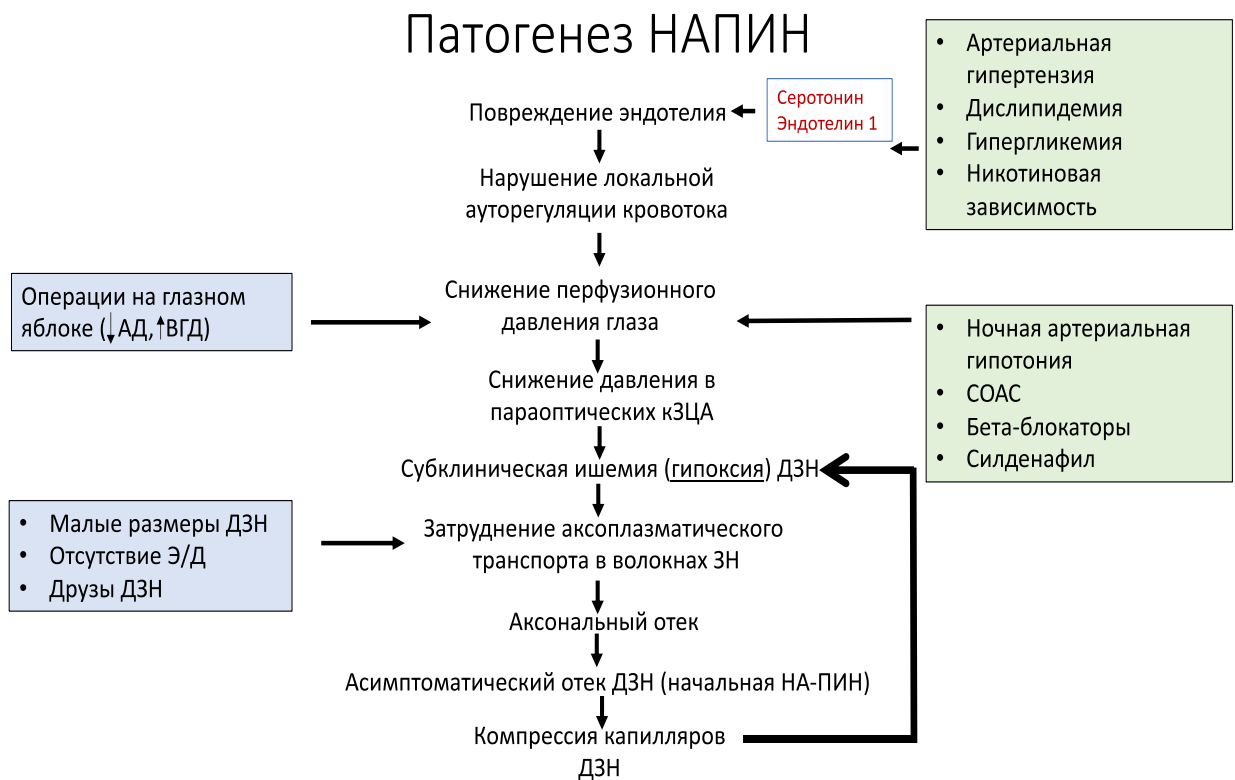 Патогенез НАПИН
• Артериальная
гипертензия
• Дислипидемия
• Гипергликемия
• Никотиновая
зависимость
Серотонин
Эндотелин 1
Повреждение эндотелия
Нарушение локальной
ауторегуляции кровотока
Операции на глазном
яблоке (↓АД,↑ВГД)
Снижение перфузионного
давления глаза
• Ночная артериальная
гипотония
• СОАС
• Бета-блокаторы
• Силденафил
Снижение давления в
параоптических кЗЦА
Субклиническая ишемия (гипоксия) ДЗН
• Малые размеры ДЗН
• Отсутствие Э/Д
• Друзы ДЗН
Затруднение аксоплазматического
транспорта в волокнах ЗН
Аксональный отек
Асимптоматический отек ДЗН (начальная НА-ПИН)
Компрессия капилляров
ДЗН